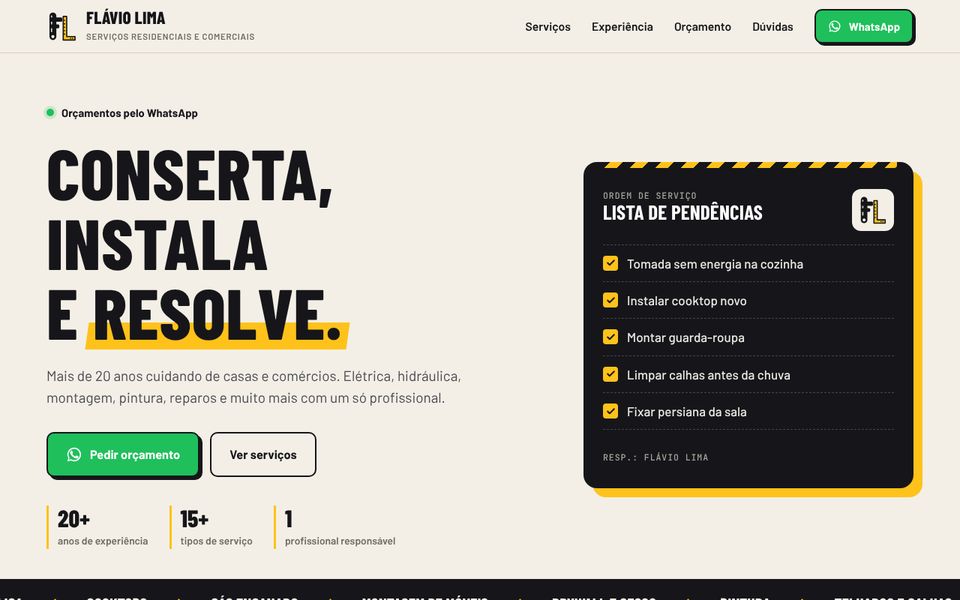 FLÁVIO LIMA
SERVIÇOS RESIDENCIAIS E COMERCIAIS
Serviços
Experiência
Orçamento
Dúvidas
WhatsApp
Orçamentos pelo WhatsApp
CONSERTA,
INSTALA
E RESOLVE.
Mais de 20 anos cuidando de casas e comércios. Elétrica, hidráulica,
montagem, pintura, reparos e muito mais com um só profissional.
Pedir orçamento
Ver serviços
20+
anos de experiência
15+
tipos de serviço
1
profissional responsável
ORDEM DE SERVIÇO
LISTA DE PENDÊNCIAS
FL
Tomada sem energia na cozinha
Instalar cooktop novo
Montar guarda-roupa
Limpar calhas antes da chuva
Fixar persiana da sala
RESP.: FLÁVIO LIMA